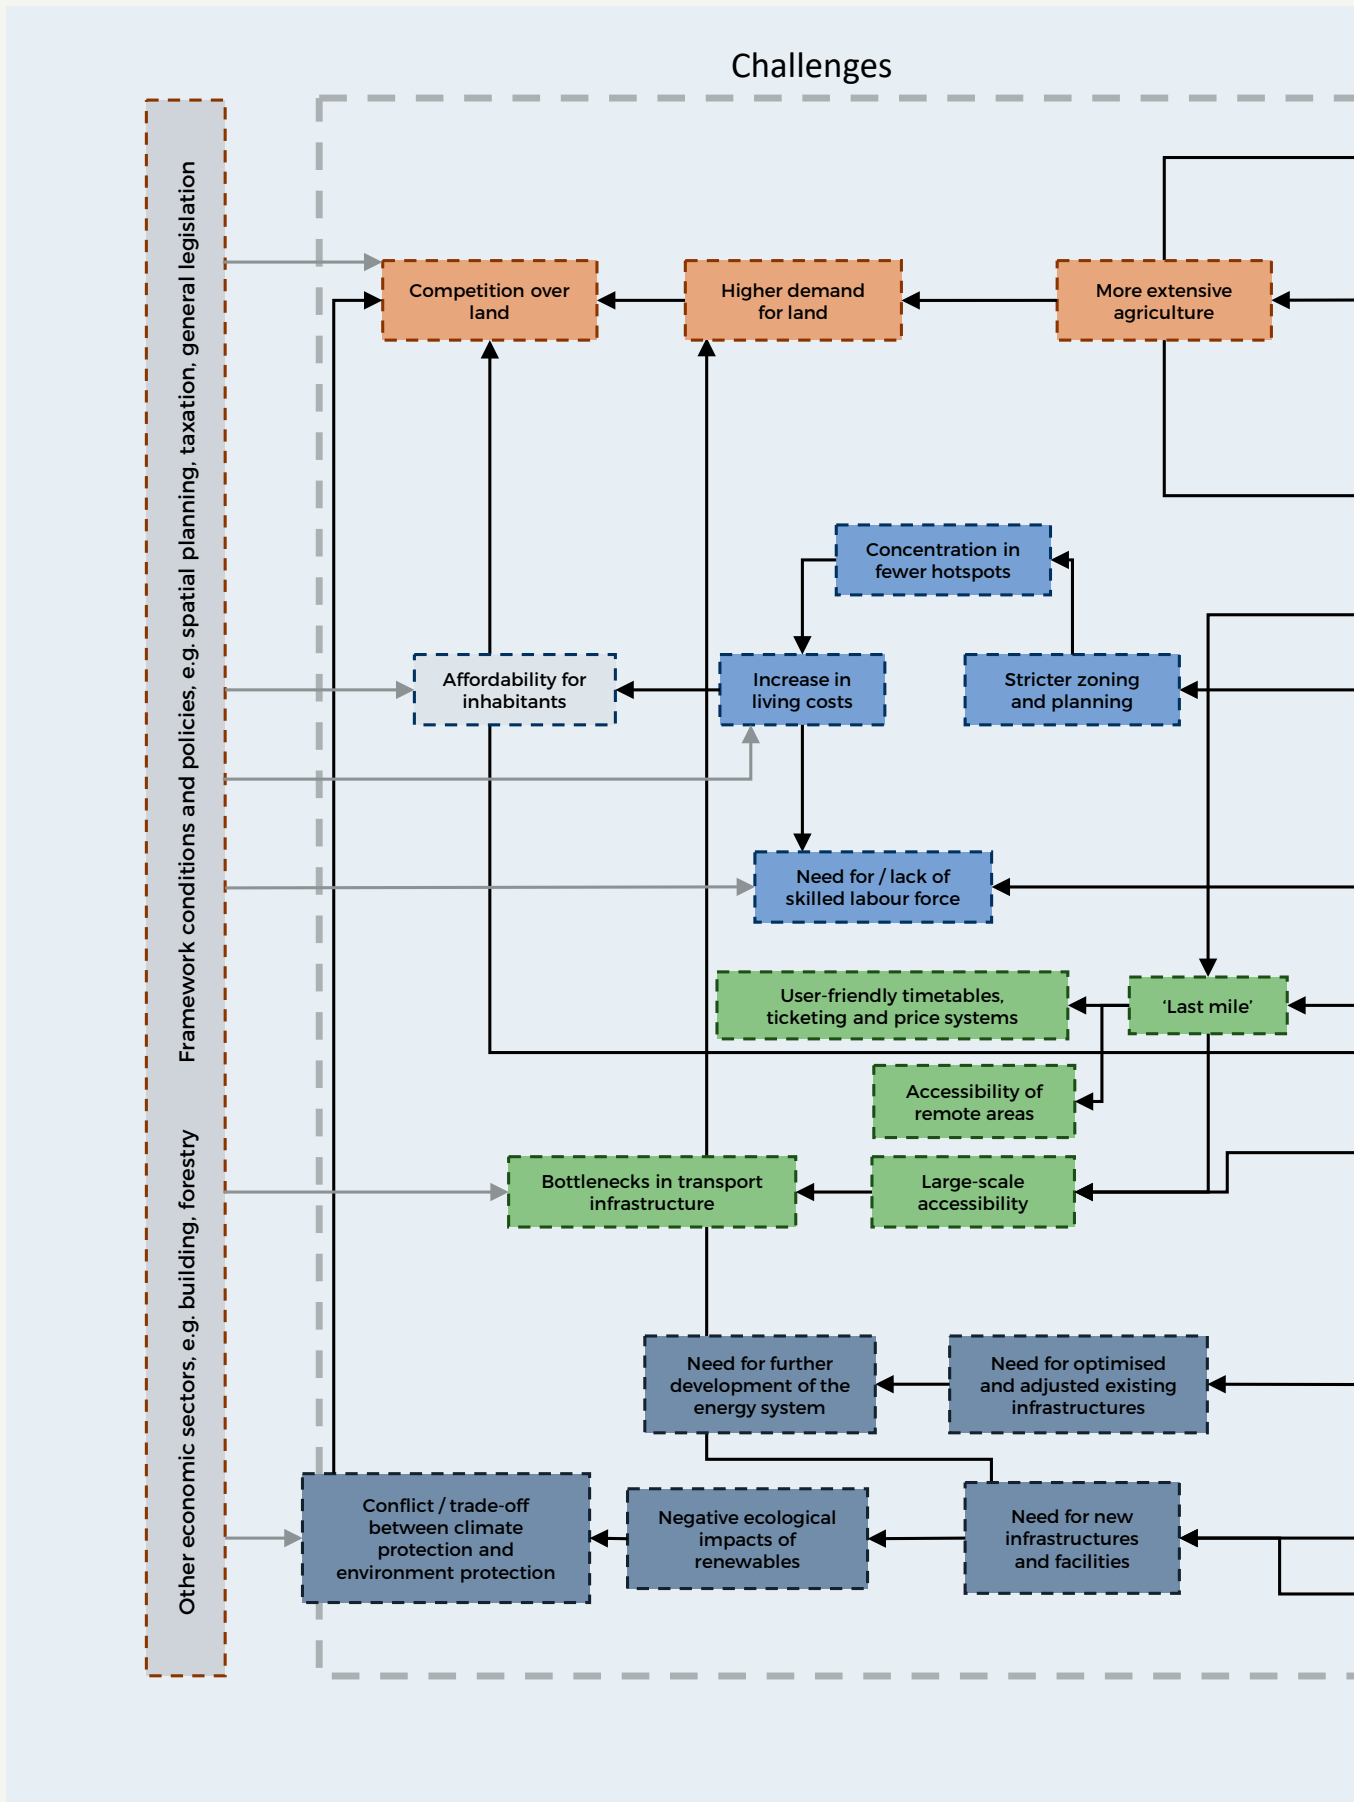 Challenges
Framework conditions and policies, e.g. spatial planning, taxation, general legislation
Other economic sectors, e.g. building, forestry
Competition over
land
Higher demand
for land
More extensive
agriculture
Concentration in
fewer hotspots
Affordability for
inhabitants
Increase in
living costs
Stricter zoning
and planning
Need for / lack of
skilled labour force
User-friendly timetables,
ticketing and price systems
‘Last mile’
Accessibility of
remote areas
Bottlenecks in transport
infrastructure
Large-scale
accessibility
Need for further
development of the
energy system
Need for optimised
and adjusted existing
infrastructures
Conflict / trade-off
between climate
protection and
environment protection
Negative ecological
impacts of
renewables
Need for new
infrastructures
and facilities